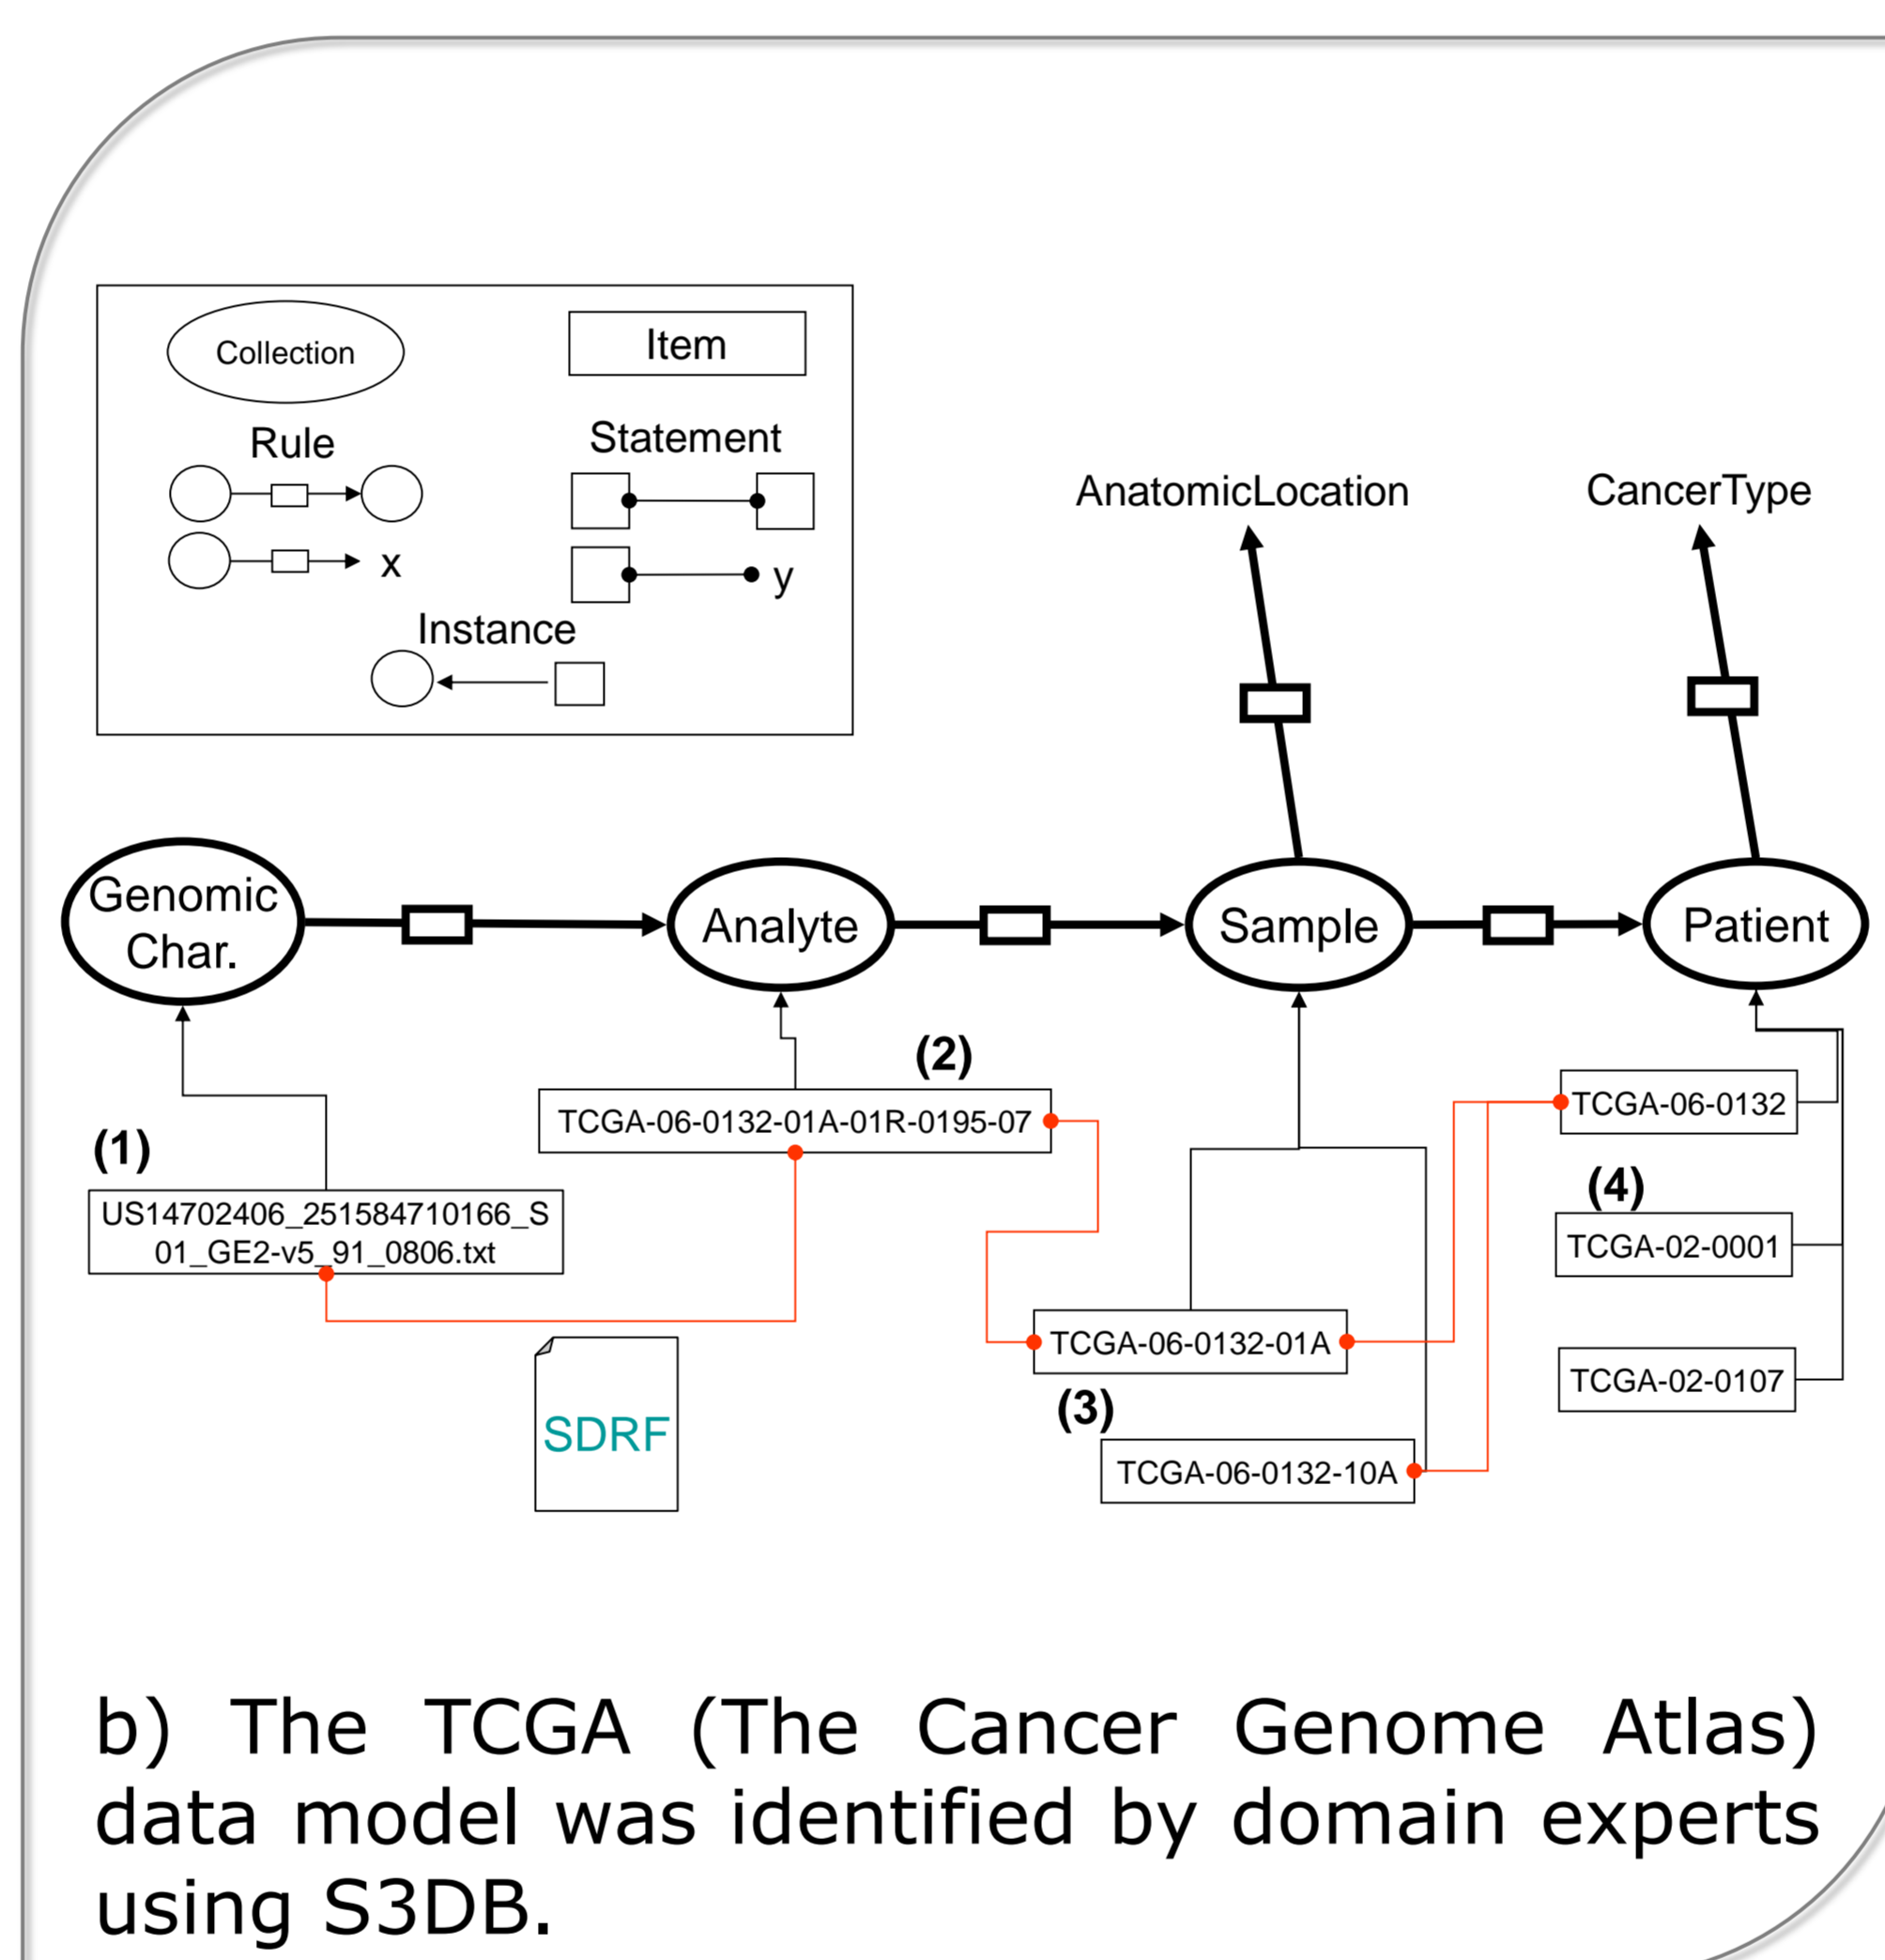 Collection
Item
Rule
Statement
x
y
Instance
AnatomicLocation
CancerType
Genomic
Char.
Analyte
Sample
Patient
(1)
US14702406_251584710166_S
01_GE2-v5_91_0806.txt
(2)
TCGA-06-0132-01A-01R-0195-07
SDRF
TCGA-06-0132-01A
(3)
TCGA-06-0132-10A
TCGA-06-0132
(4)
TCGA-02-0001
TCGA-02-0107
b) The TCGA (The Cancer Genome Atlas)
data model was identified by domain experts
using S3DB.